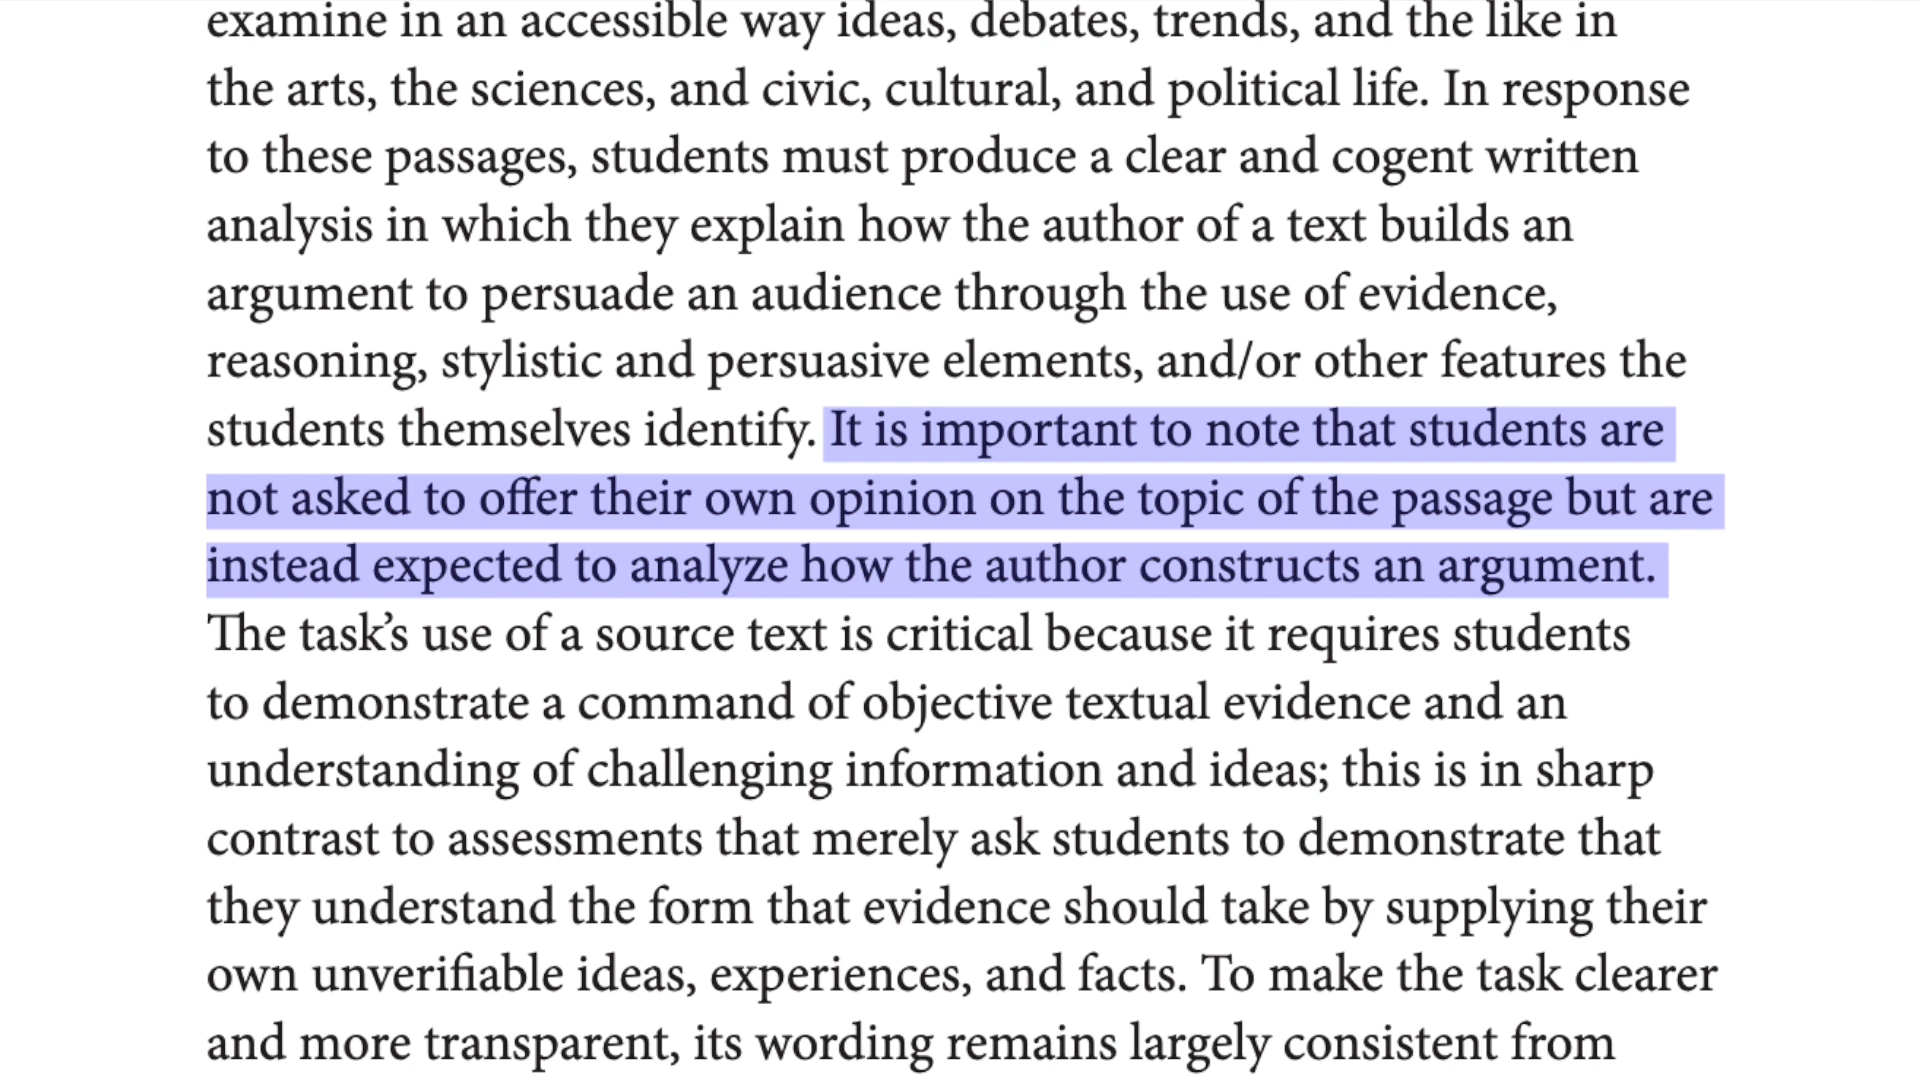 examine in an accessible way ideas, debates, trends, and the like in
the arts, the sciences, and civic, cultural, and political life. In response
to these passages, students must produce a clear and cogent written
analysis in which they explain how the author of a text builds an
argument to persuade an audience through the use of evidence,
reasoning, stylistic and persuasive elements, and/or other features the
students themselves identify. It is important to note that students are
not asked to offer their own opinion on the topic of the passage but are
instead expected to analyze how the author constructs an argument.
The task’s use of a source text is critical because it requires students
to demonstrate a command of objective textual evidence and an
understanding of challenging information and ideas; this is in sharp
contrast to assessments that merely ask students to demonstrate that
they understand the form that evidence should take by supplying their
own unverifiable ideas, experiences, and facts. To make the task clearer
and more transparent, its wording remains largely consistent from